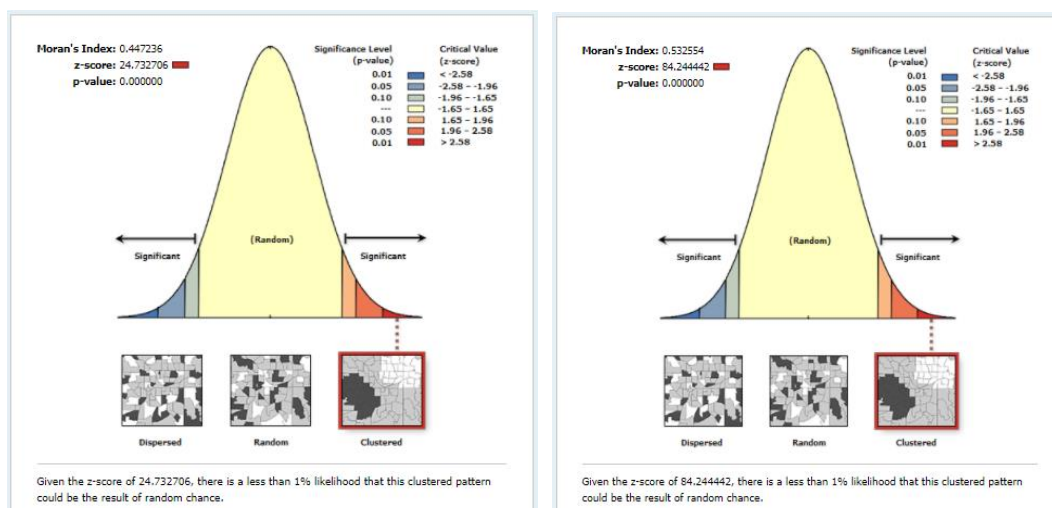 Moran's Index: 0.447236
z-score: 24.732706
p-value: 0.000000
Significance Level
(p-value)
Critical Value
(z-score)
0.01 < -2.58
0.05 -2.58 - -1.96
0.10 -1.96 - -1.65
--- -1.65 - 1.65
0.10 1.65 - 1.96
0.05 1.96 - 2.58
0.01 > 2.58
(Random)
Significant
Significant
Dispersed
Random
Clustered
Given the z-score of 24.732706, there is a less than 1% likelihood that this clustered pattern
could be the result of random chance.
Moran's Index: 0.532554
z-score: 84.244442
p-value: 0.000000
Significance Level
(p-value)
Critical Value
(z-score)
0.01 < -2.58
0.05 -2.58 - -1.96
0.10 -1.96 - -1.65
--- -1.65 - 1.65
0.10 1.65 - 1.96
0.05 1.96 - 2.58
0.01 > 2.58
(Random)
Significant
Significant
Dispersed
Random
Clustered
Given the z-score of 84.244442, there is a less than 1% likelihood that this clustered pattern
could be the result of random chance.